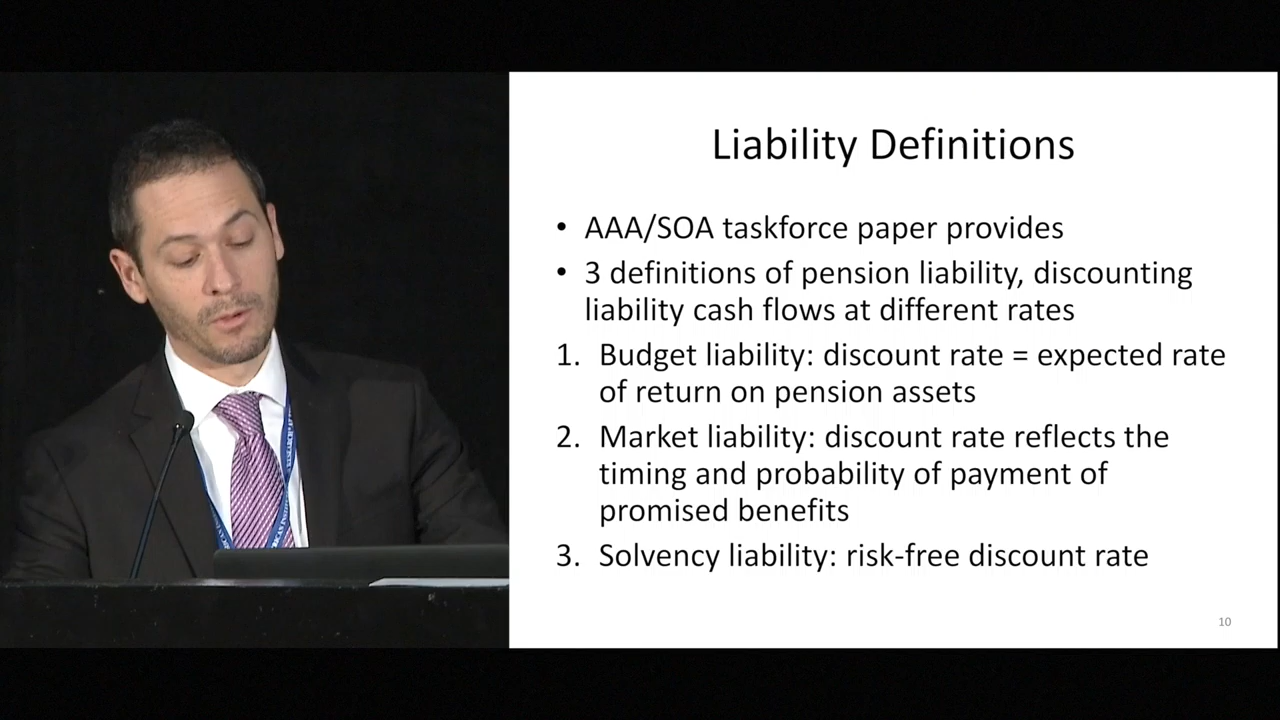 Liability Definitions
• AAA/SOA taskforce paper provides
• 3 definitions of pension liability, discounting
liability cash flows at different rates
1. Budget liability: discount rate = expected rate
of return on pension assets
2. Market liability: discount rate reflects the
timing and probability of payment of
promised benefits
3. Solvency liability: risk-free discount rate
10